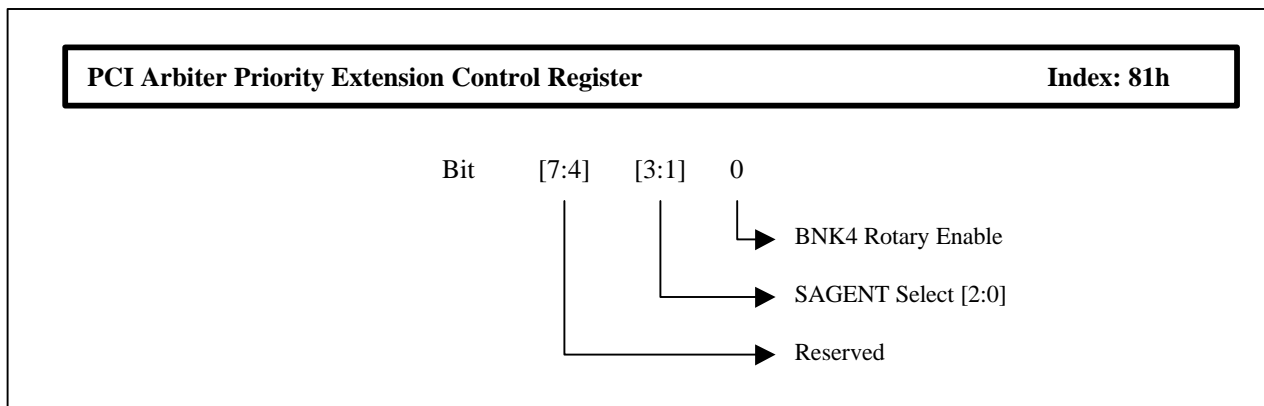 PCI Arbiter Priority Extension Control Register Index: 81h
Bit [7:4] [3:1] 0
BNK4 Rotary Enable
SAGENT Select [2:0]
Reserved